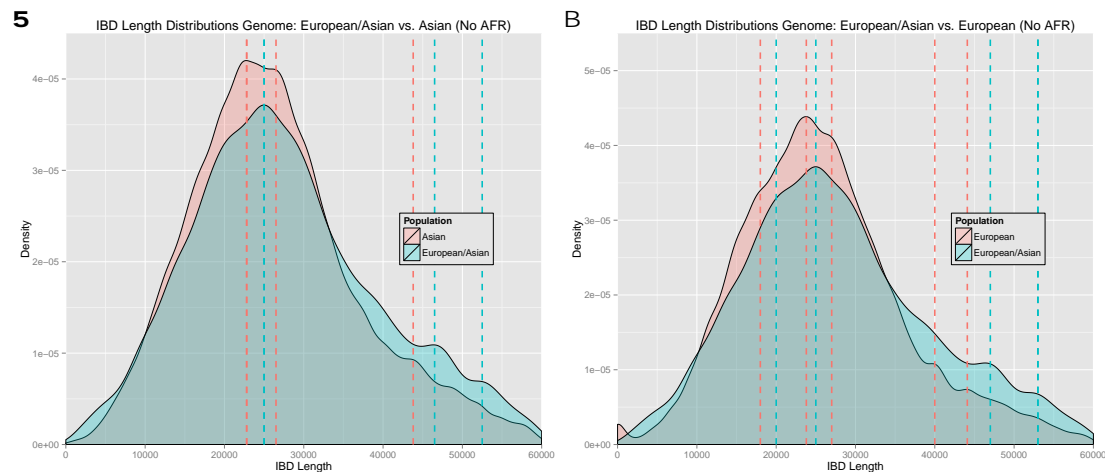 5
IBD Length Distributions Genome: European/Asian vs. Asian (No AFR)
4e−05
3e−05
2e−05
1e−05
0e+00
Density
Population
Asian
European/Asian
0
10000
20000
30000
40000
50000
60000
IBD Length
B
IBD Length Distributions Genome: European/Asian vs. European (No AFR)
5e−05
4e−05
3e−05
2e−05
1e−05
0e+00
Density
Population
European
European/Asian
0
10000
20000
30000
40000
50000
60000
IBD Length